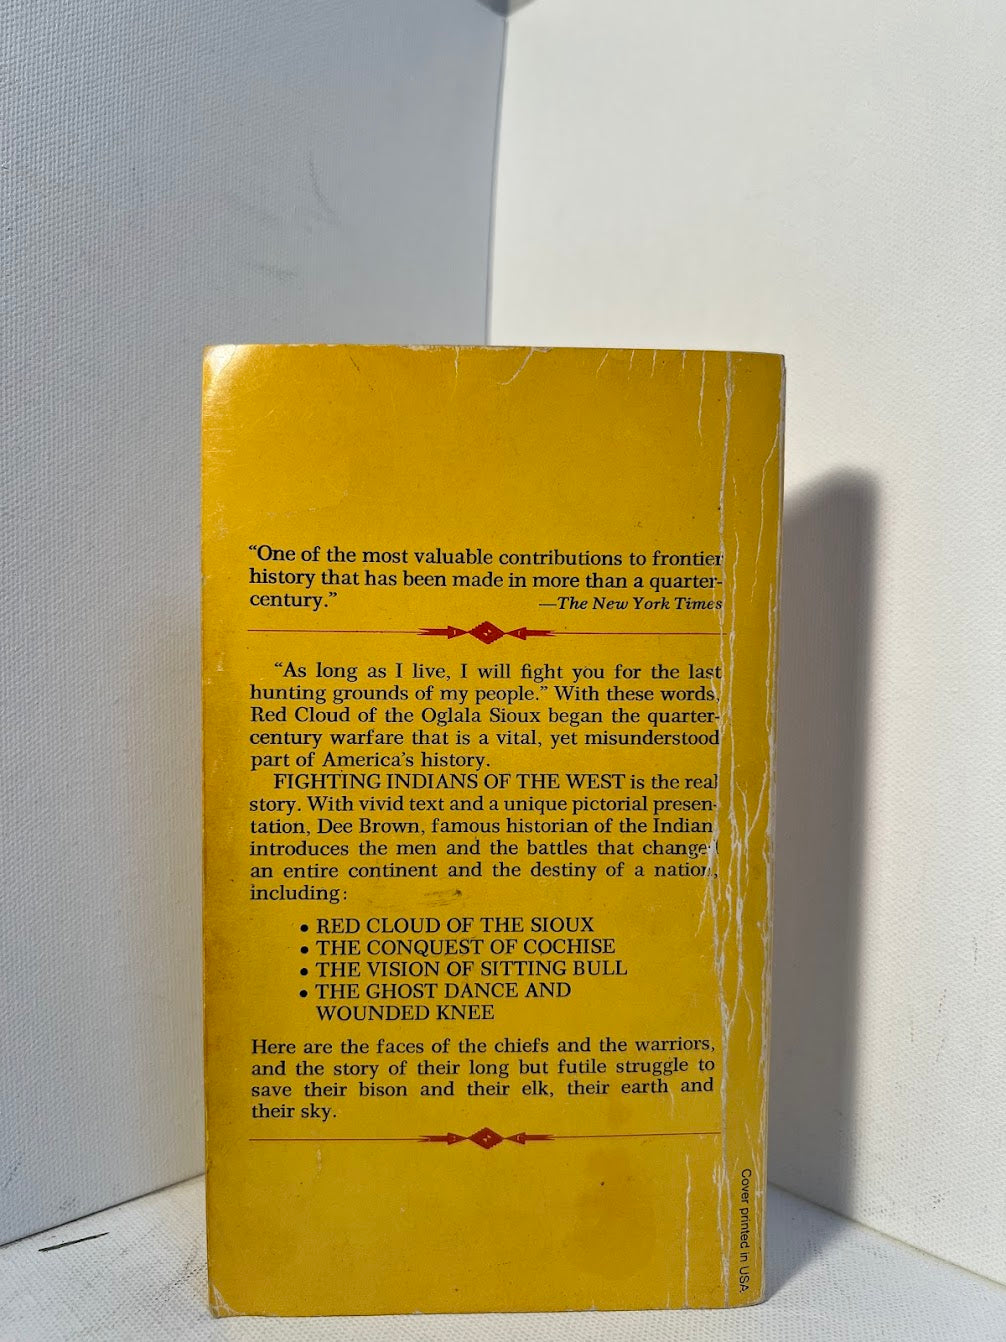 “One of the most valuable contributions to frontier
history that has been made in more than a quarter-
century.” —The New York Times
“As long as I live, I will fight you for the last
hunting grounds of my people.” With these words,
Red Cloud of the Oglala Sioux began the quarter-
century warfare that is a vital, yet misunderstood
part of America's history.
FIGHTING INDIANS OF THE WEST is the real
story. With vivid text and a unique pictorial presen-
tation, Dee Brown, famous historian of the Indian
introduces the men and the battles that changed
an entire continent and the destiny of a nation,
including:
• RED CLOUD OF THE SIOUX
• THE CONQUEST OF COCHISE
• THE VISION OF SITTING BULL
• THE GHOST DANCE AND
WOUNDED KNEE
Here are the faces of the chiefs and the warriors,
and the story of their long but futile struggle to
save their bison and their elk, their earth and
their sky.
Cover printed in USA